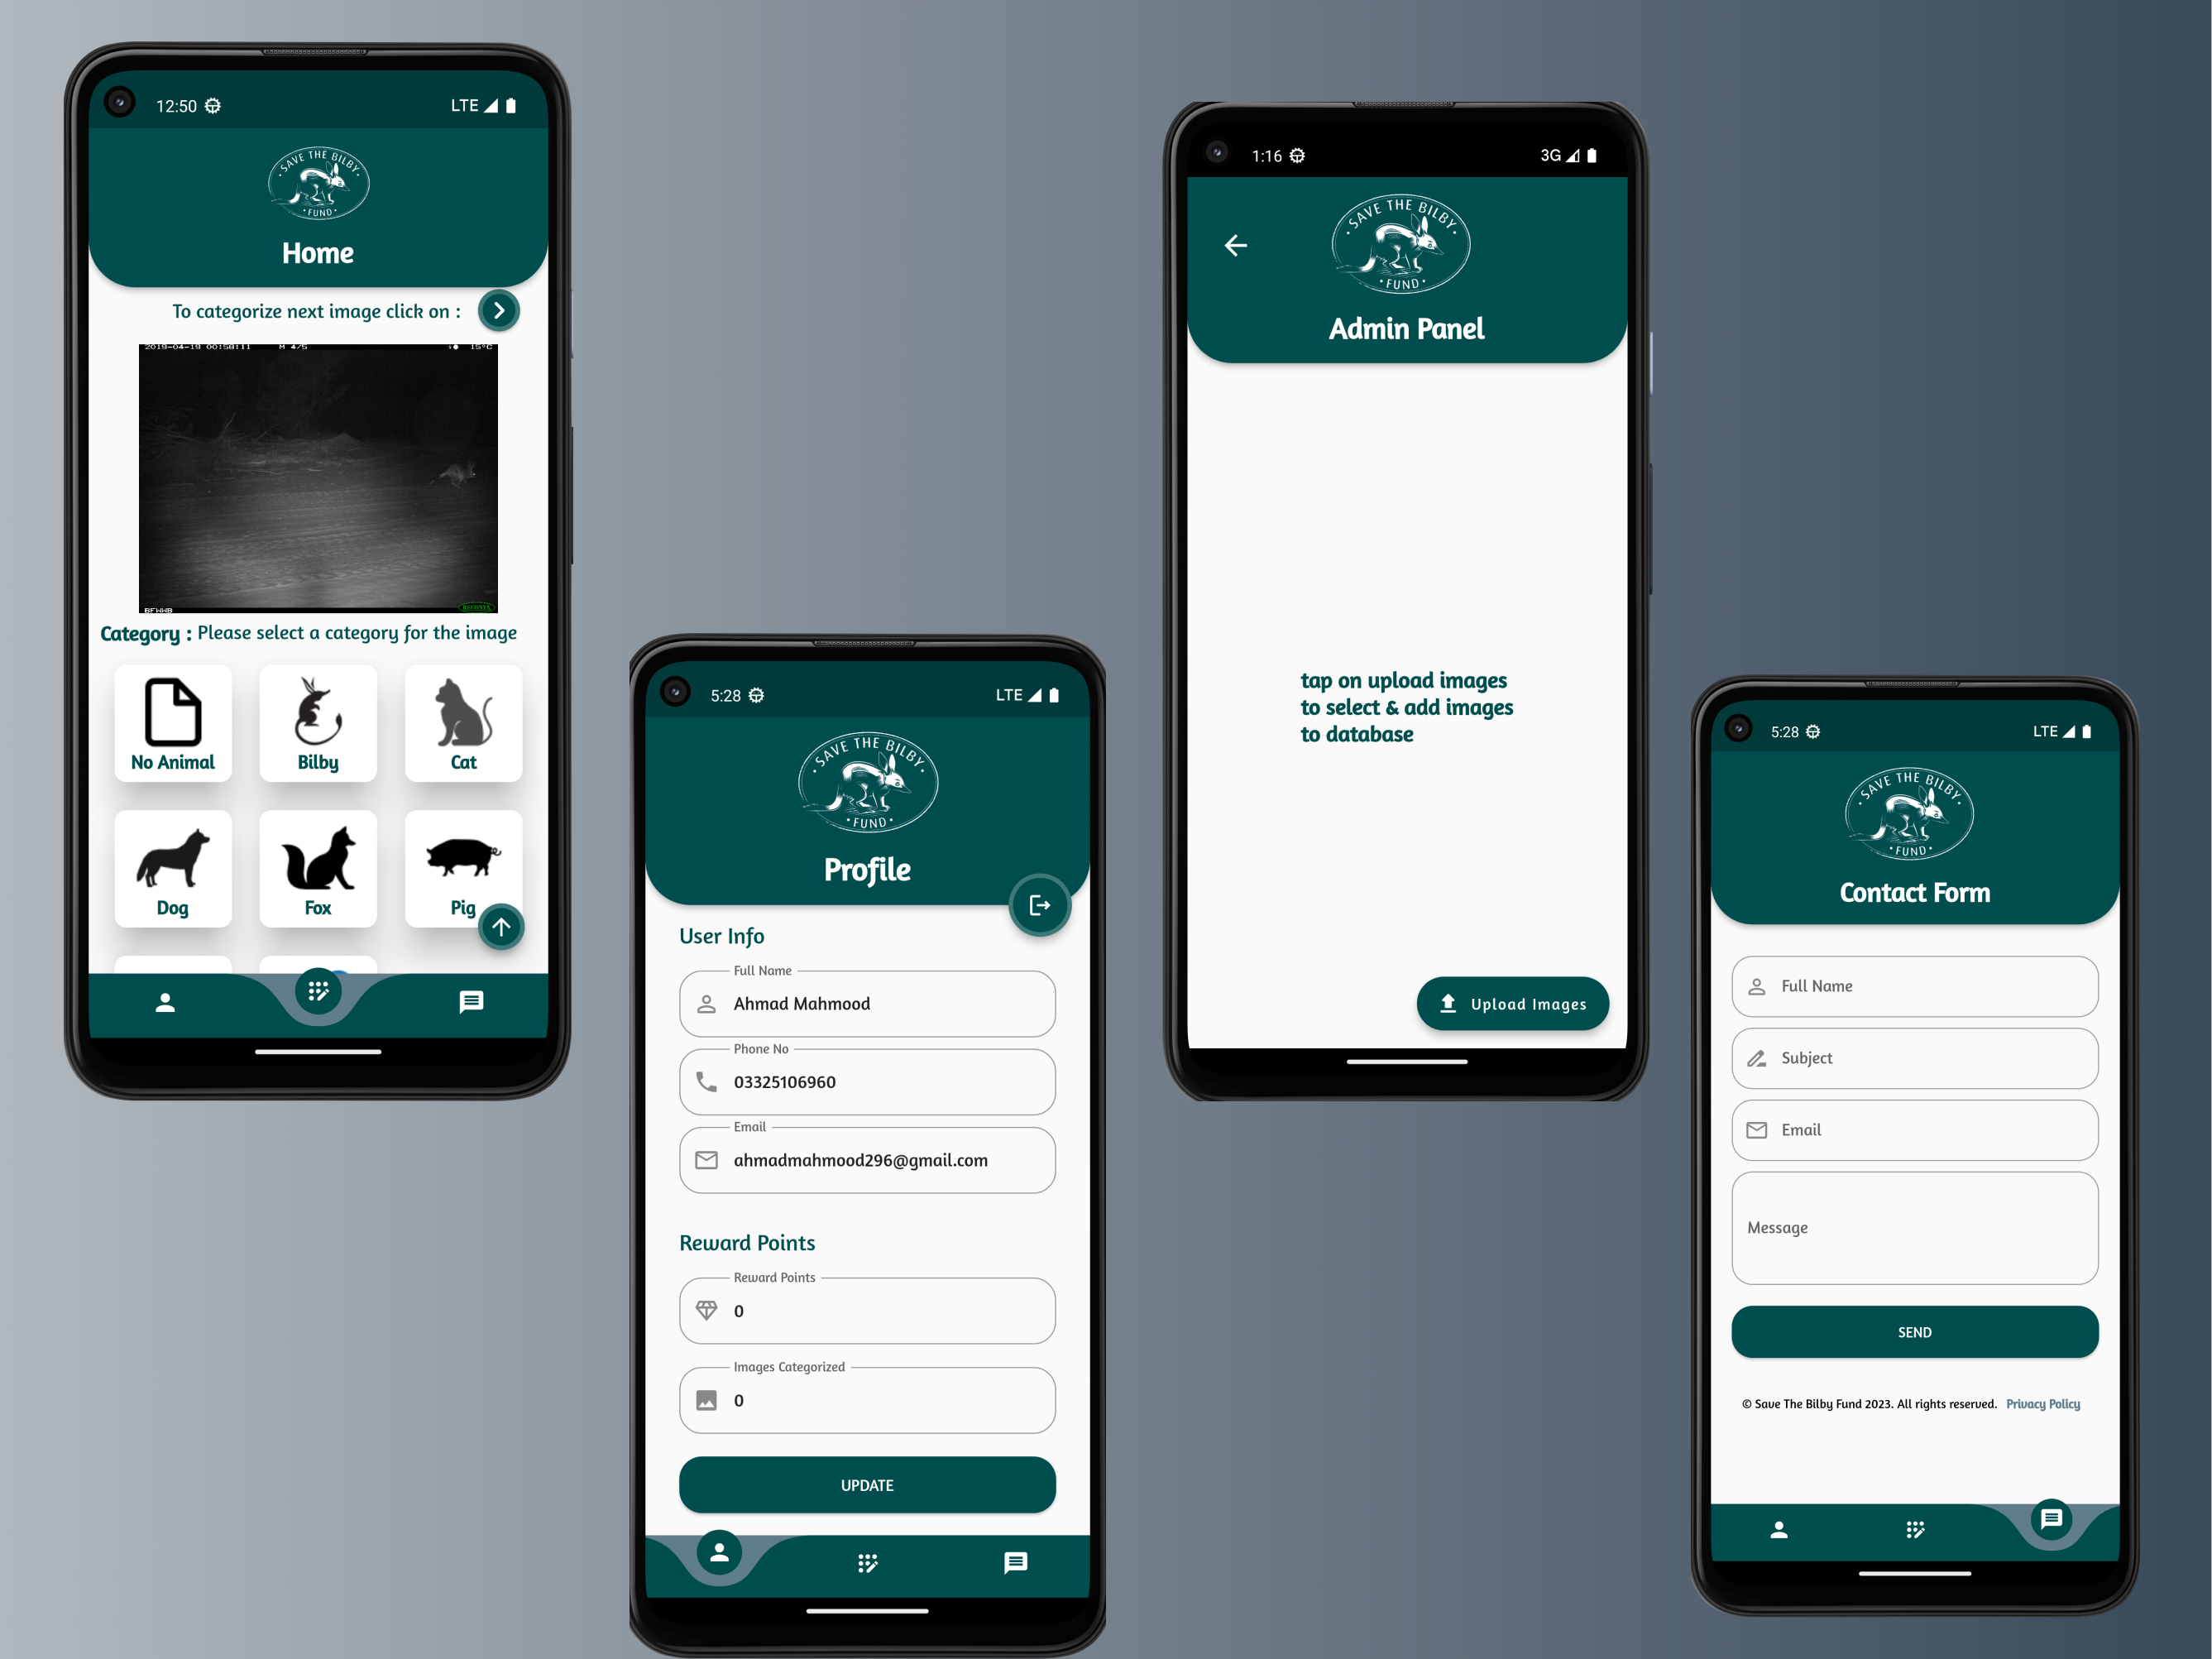 12:50
LTE
SAVE THE BILBY
FUND
Home
To categorize next image click on :
2019-04-19 00:58:11 M 4/5 15°C
BFWHB
RECONYX
Category : Please select a category for the image
No Animal
Bilby
Cat
Dog
Fox
Pig
5:28
LTE
SAVE THE BILBY
FUND
Profile
User Info
Full Name
Ahmad Mahmood
Phone No
03325106960
Email
ahmadmahmood296@gmail.com
Reward Points
Reward Points
0
Images Categorized
0
UPDATE
1:16
3G
SAVE THE BILBY
FUND
Admin Panel
tap on upload images
to select & add images
to database
Upload Images
5:28
LTE
SAVE THE BILBY
FUND
Contact Form
Full Name
Subject
Email
Message
SEND
© Save The Bilby Fund 2023. All rights reserved. Privacy Policy